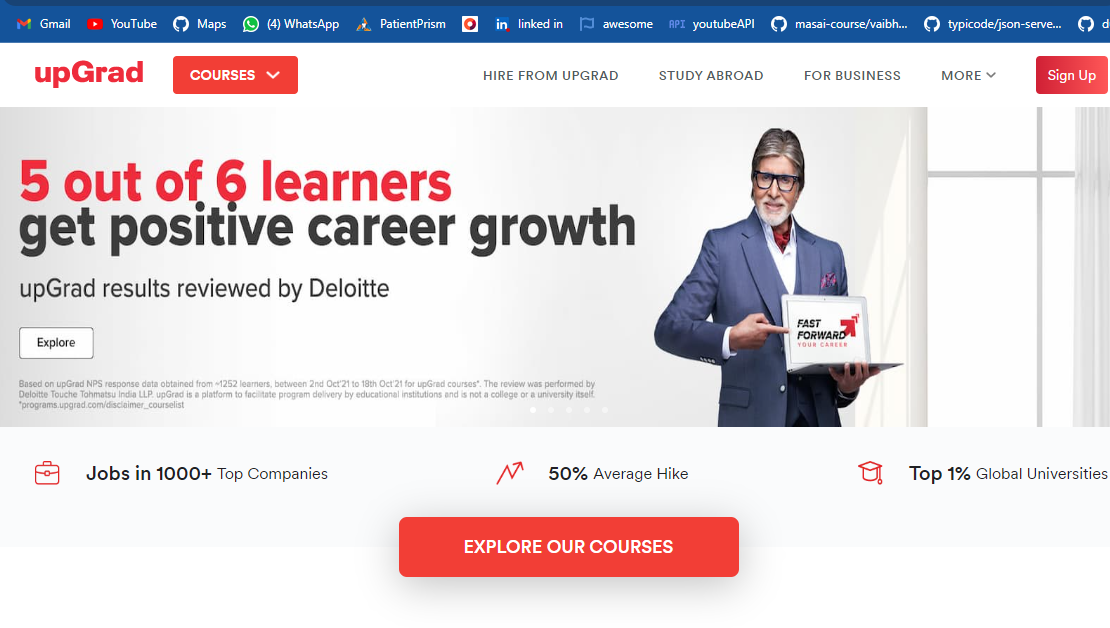 Gmail YouTube Maps (4) WhatsApp PatientPrism in linked in awesome API youtubeAPI masai-course/vaibh... typicode/json-serve...
upGrad COURSES HIRE FROM UPGRAD STUDY ABROAD FOR BUSINESS MORE Sign Up
5 out of 6 learners
get positive career growth
upGrad results reviewed by Deloitte
Explore
FAST
FORWARD
YOUR CAREER
Based on upGrad NPS response data obtained from ~1252 learners, between 2nd Oct'21 to 18th Oct'21 for upGrad courses*. The review was performed by
Deloitte Touche Tohmatsu India LLP. upGrad is a platform to facilitate program delivery by educational institutions and is not a college or a university itself.
*programs.upgrad.com/disclaimer_courselist
Jobs in 1000+ Top Companies 50% Average Hike Top 1% Global Universities
EXPLORE OUR COURSES